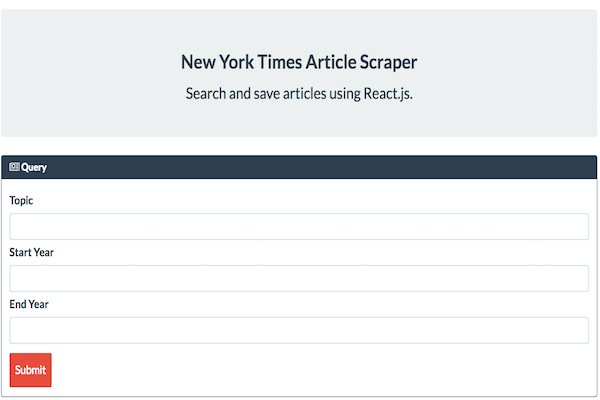 New York Times Article Scraper
Search and save articles using React.js.
Query
Topic
Start Year
End Year
Submit